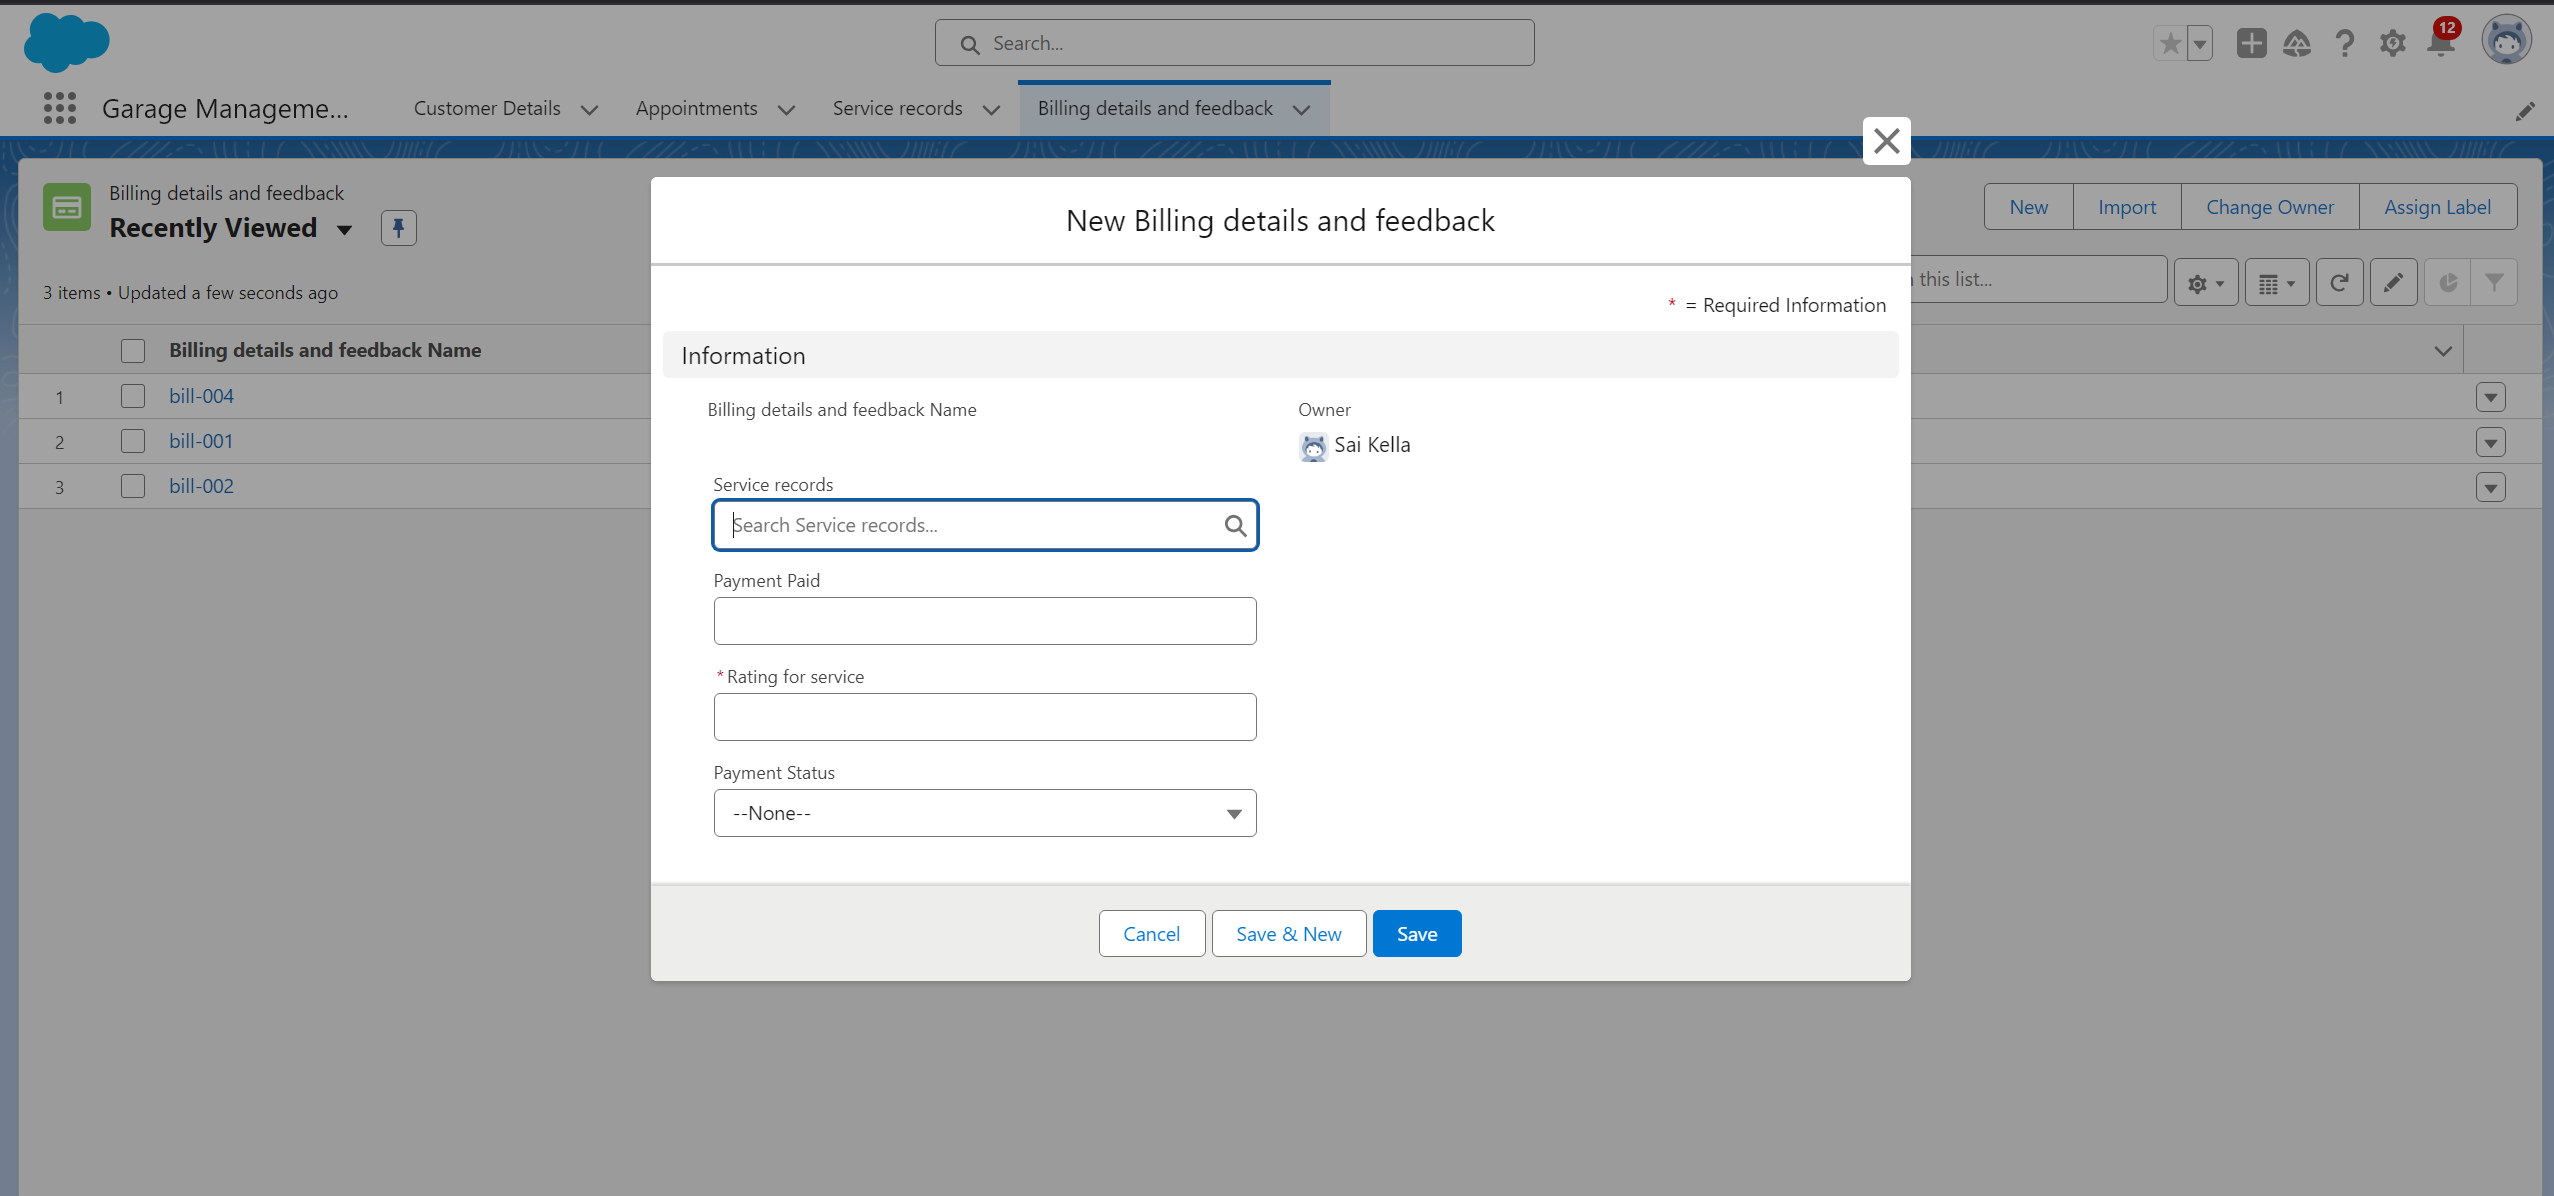 Search...
12
Garage Manageme...
Customer Details
Appointments
Service records
Billing details and feedback
Billing details and feedback
Recently Viewed
New
Import
Change Owner
Assign Label
3 items • Updated a few seconds ago
this list...
Billing details and feedback Name
1
bill-004
2
bill-001
3
bill-002
New Billing details and feedback
* = Required Information
Information
Billing details and feedback Name
Owner
Sai Kella
Service records
Search Service records...
Payment Paid
*Rating for service
Payment Status
--None--
Cancel
Save & New
Save